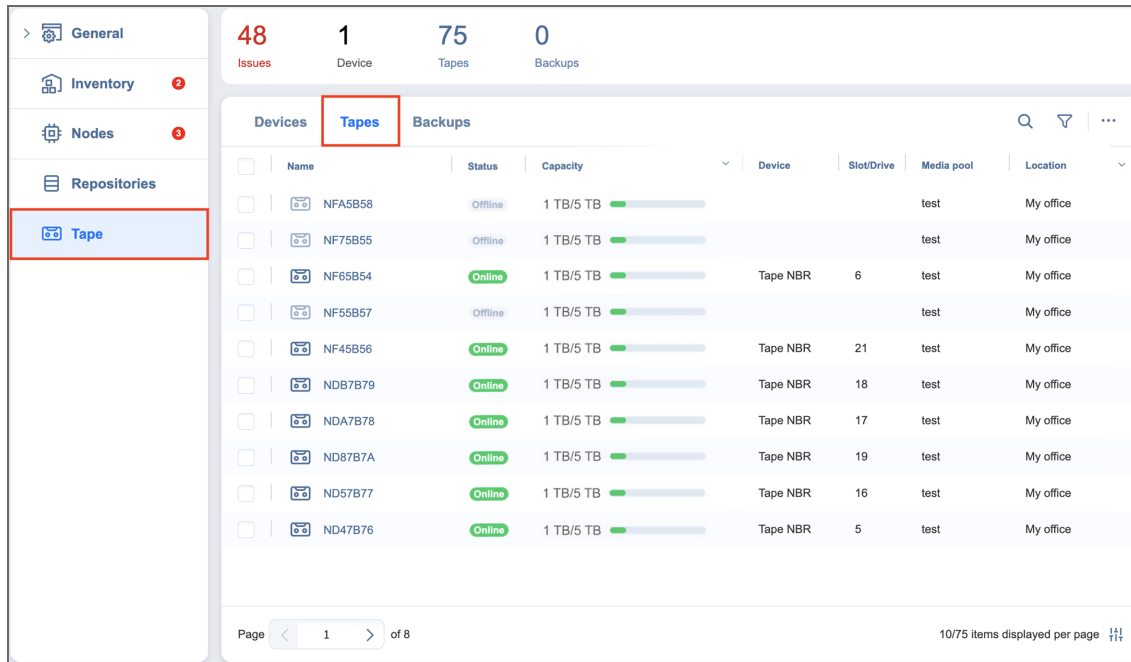 General
Inventory 2
Nodes 3
Repositories
Tape
48 1 75 0
Issues Device Tapes Backups
Devices Tapes Backups
Name Status Capacity Device Slot/Drive Media pool Location
NFA5B58 Offline 1 TB/5 TB test My office
NF75B55 Offline 1 TB/5 TB test My office
NF65B54 Online 1 TB/5 TB Tape NBR 6 test My office
NF55B57 Offline 1 TB/5 TB test My office
NF45B56 Online 1 TB/5 TB Tape NBR 21 test My office
NDB7B79 Online 1 TB/5 TB Tape NBR 18 test My office
NDA7B78 Online 1 TB/5 TB Tape NBR 17 test My office
ND87B7A Online 1 TB/5 TB Tape NBR 19 test My office
ND57B77 Online 1 TB/5 TB Tape NBR 16 test My office
ND47B76 Online 1 TB/5 TB Tape NBR 5 test My office
Page 1 of 8 10/75 items displayed per page